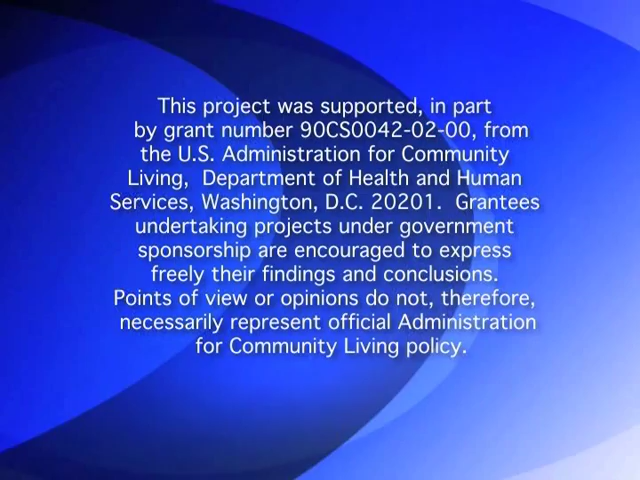 This project was supported, in part
by grant number 90CS0042-02-00, from
the U.S. Administration for Community
Living,  Department of Health and Human
Services, Washington, D.C. 20201.  Grantees
undertaking projects under government
sponsorship are encouraged to express
freely their findings and conclusions.
Points of view or opinions do not, therefore,
necessarily represent official Administration
for Community Living policy.